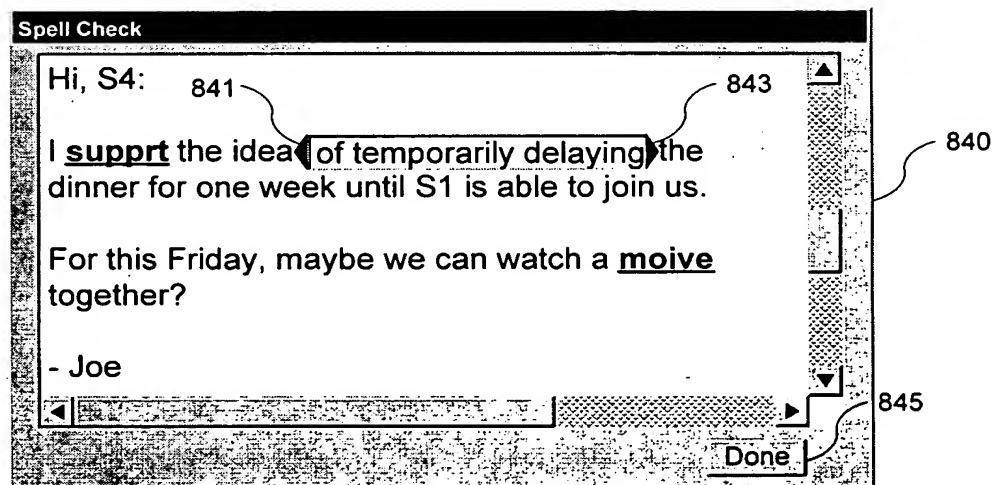 Spell Check
Hi, S4:
841
843
I supprt the idea of temporarily delaying the
840
dinner for one week until S1 is able to join us.
For this Friday, maybe we can watch a moive
together?
- Joe
845
Done